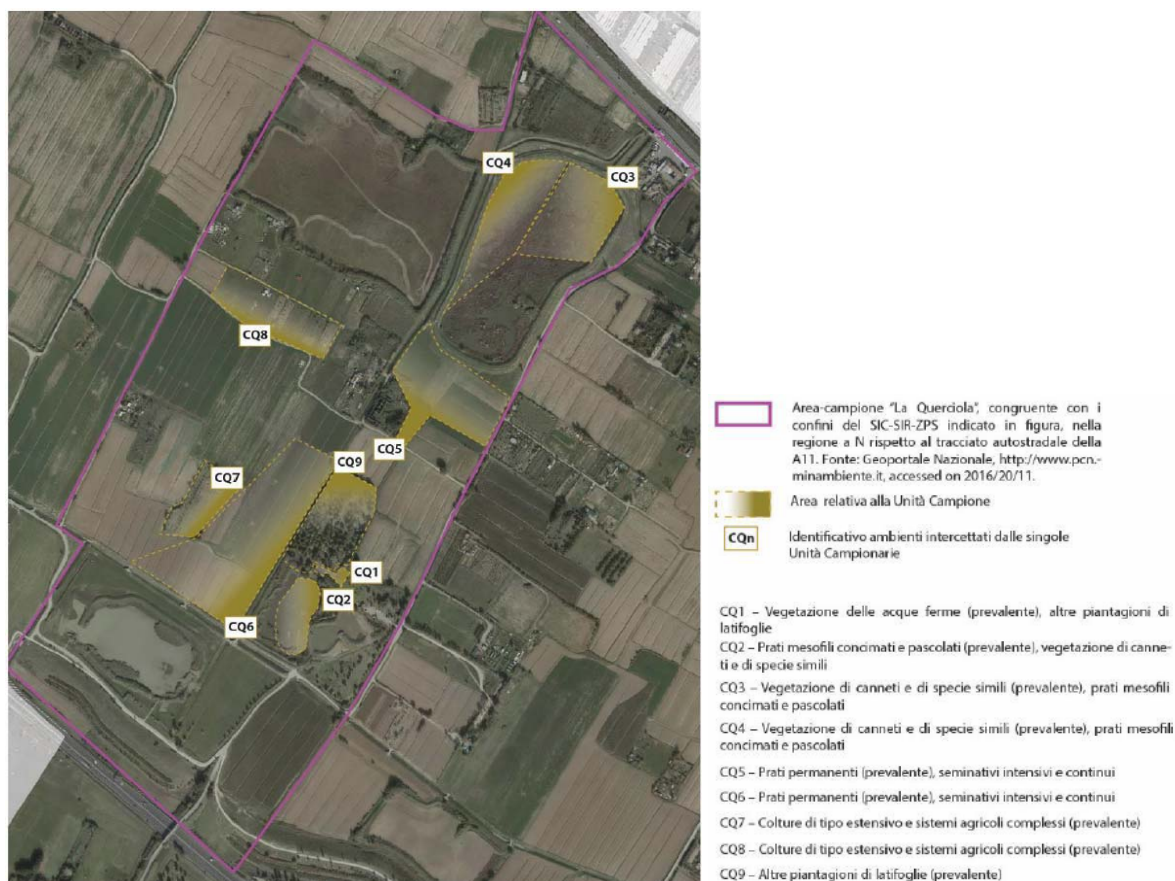 CQ4
CQ3
CQ8
CQ5
CQ9
CQ7
CQ1
CQ2
CQ6
Area-campione "La Querciola", congruente con i
confini del SIC-SIR-ZPS indicato in figura, nella
regione a N rispetto al tracciato autostradale della
A11. Fonte: Geoportale Nazionale, http://www.pcn.-
minambiente.it, accessed on 2016/20/11.
Area relativa alla Unità Campione
CQn
Identificativo ambienti intercettati dalle singole
Unità Campionarie
CQ1 – Vegetazione delle acque ferme (prevalente), altre piantagioni di
latifoglie
CQ2 – Prati mesofili concimati e pascolati (prevalente), vegetazione di canne-
ti e di specie simili
CQ3 – Vegetazione di canneti e di specie simili (prevalente), prati mesofili
concimati e pascolati
CQ4 – Vegetazione di canneti e di specie simili (prevalente), prati mesofili
concimati e pascolati
CQ5 – Prati permanenti (prevalente), seminativi intensivi e continui
CQ6 – Prati permanenti (prevalente), seminativi intensivi e continui
CQ7 – Colture di tipo estensivo e sistemi agricoli complessi (prevalente)
CQ8 – Colture di tipo estensivo e sistemi agricoli complessi (prevalente)
CQ9 – Altre piantagioni di latifoglie (prevalente)